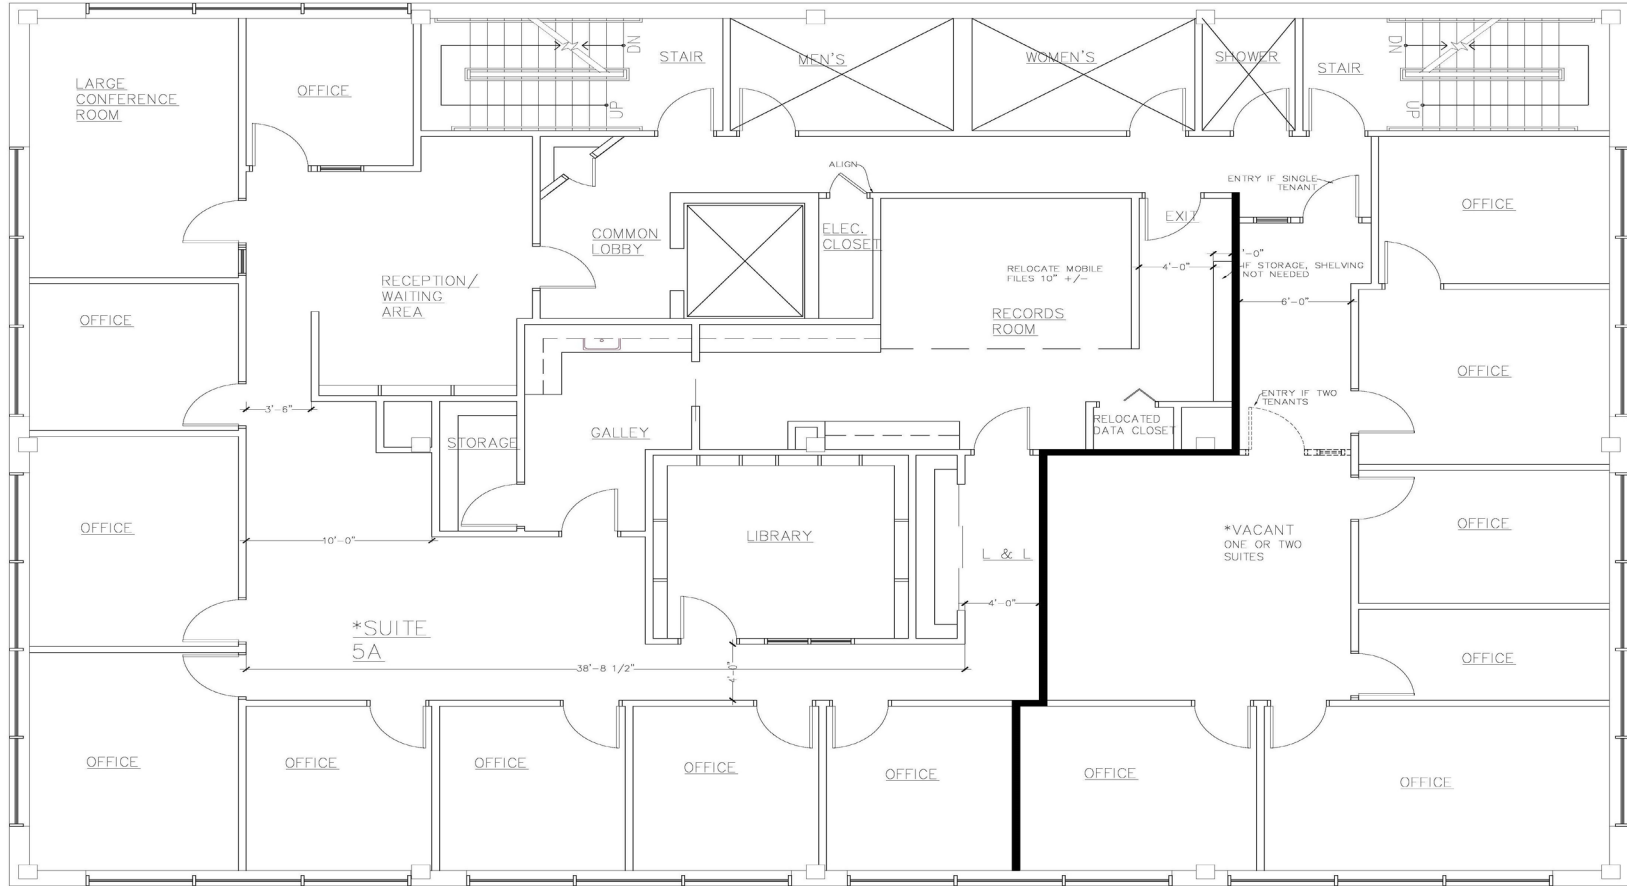 STAIR
MEN'S
WOMEN'S
SHOWER
STAIR
DN
UP
DN
UP
LARGE
CONFERENCE
ROOM
OFFICE
ALIGN
ENTRY IF SINGLE
TENANT
OFFICE
EXIT
COMMON
LOBBY
ELEC.
CLOSET
RELOCATE MOBILE
FILES 10" +/-
4'-0"
IF STORAGE, SHELVING
NOT NEEDED
RECEPTION/
WAITING
AREA
6'-0"
RECORDS
ROOM
OFFICE
OFFICE
3'-6"
ENTRY IF TWO
TENANTS
STORAGE
GALLEY
RELOCATED
DATA CLOSET
OFFICE
10'-0"
LIBRARY
L & L
*VACANT
ONE OR TWO
SUITES
OFFICE
4'-0"
*SUITE
5A
38'-8 1/2"
4'-0"
OFFICE
OFFICE
OFFICE
OFFICE
OFFICE
OFFICE
OFFICE
OFFICE